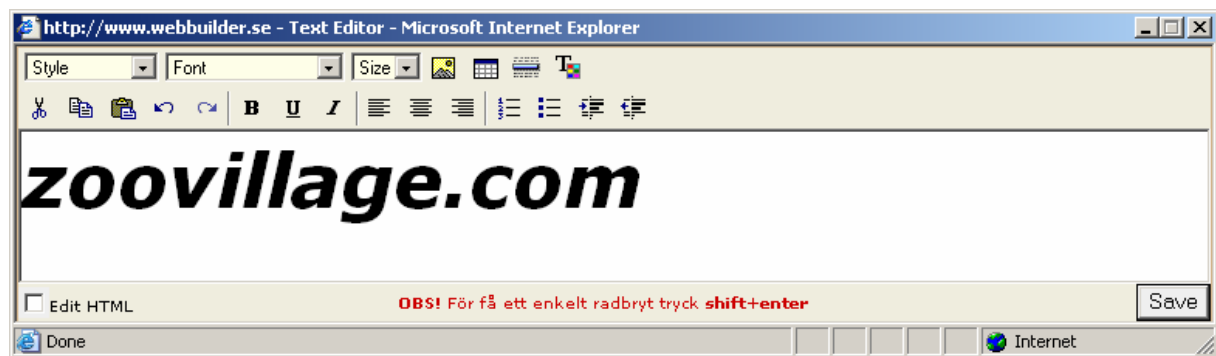 http://www.webbuilder.se - Text Editor - Microsoft Internet Explorer
Style Font Size
B U I
zoovillage.com
Edit HTML OBS! För få ett enkelt radbryt tryck shift+enter Save
Done Internet